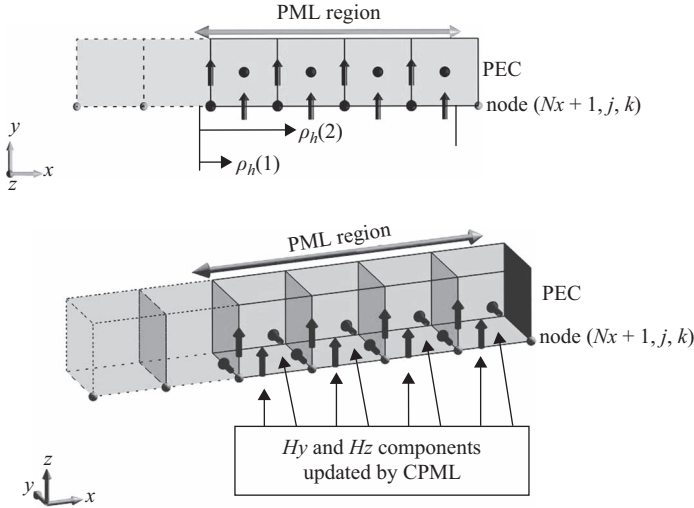 PML region
PEC
node (Nx + 1, j, k)
ρh(2)
ρh(1)
y
x
z
PML region
PEC
node (Nx + 1, j, k)
Hy and Hz components
updated by CPML
z
y
x